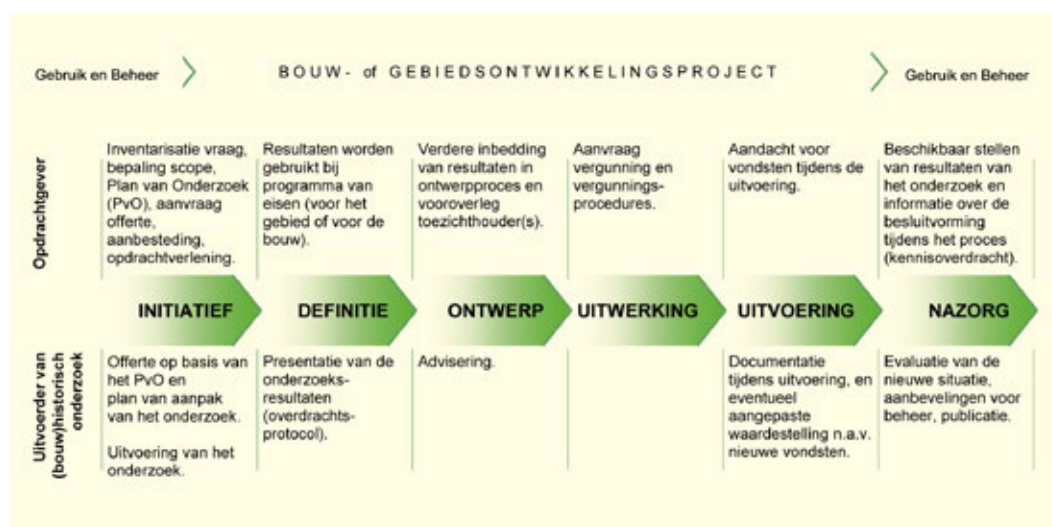 Gebruik en Beheer
BOUW- of GEBIEDSONTWIKKELINGSPROJECT
Gebruik en Beheer
Opdrachtgever
Inventarisatie vraag,
bepaling scope,
Plan van Onderzoek
(PvO), aanvraag
offerte,
aanbesteding,
opdrachtverlening.
Resultaten worden
gebruikt bij
programma van
eisen (voor het
gebied of voor de
bouw).
Verdere inbedding
van resultaten in
ontwerpproces en
vooroverleg
toezichthouder(s).
Aanvraag
vergunning en
vergunnings-
procedures.
Aandacht voor
vondsten tijdens de
uitvoering.
Beschikbaar stellen
van resultaten van
het onderzoek en
informatie over de
besluitvorming
tijdens het proces
(kennisoverdracht).
INITIATIEF
DEFINITIE
ONTWERP
UITWERKING
UITVOERING
NAZORG
Uitvoerder van
(bouw)historisch
onderzoek
Offerte op basis van
het PvO en
plan van aanpak
van het onderzoek.
Uitvoering van het
onderzoek.
Presentatie van de
onderzoeks-
resultaten
(overdrachts-
protocol).
Advisering.
Documentatie
tijdens uitvoering, en
eventueel
aangepaste
waardestelling n.a.v.
nieuwe vondsten.
Evaluatie van de
nieuwe situatie,
aanbevelingen voor
beheer, publicatie.